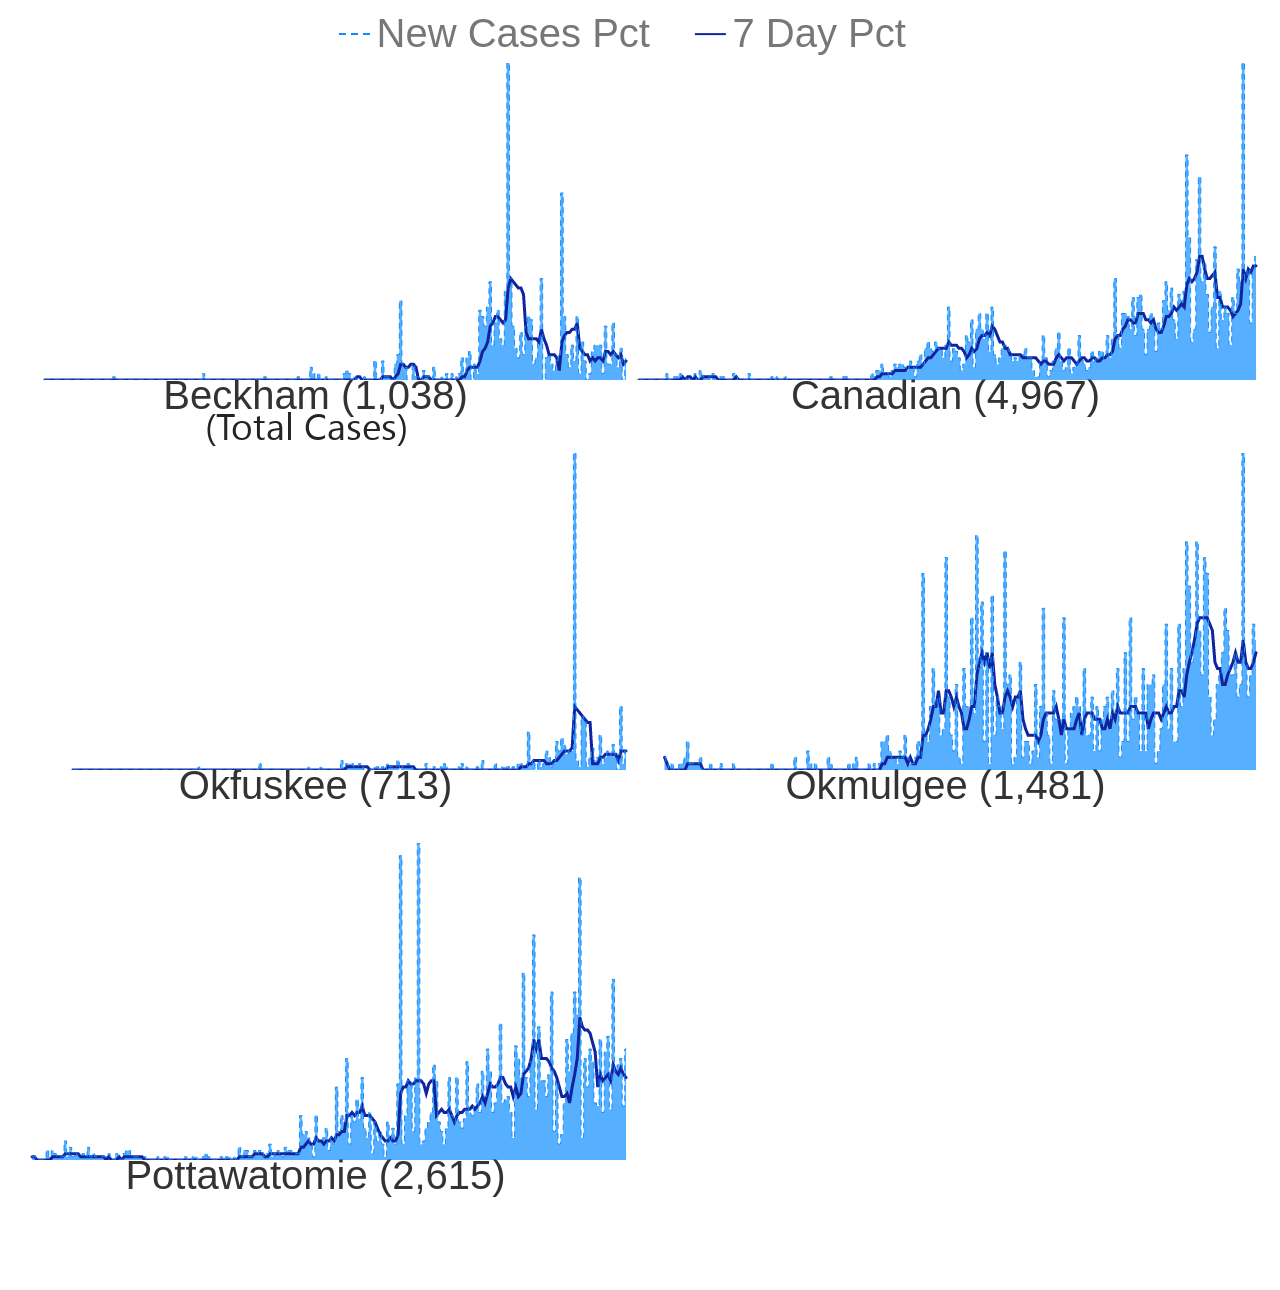 New Cases Pct 7 Day Pct
Beckham (1,038) Canadian (4,967)
(Total Cases)
Okfuskee (713) Okmulgee (1,481)
Pottawatomie (2,615)